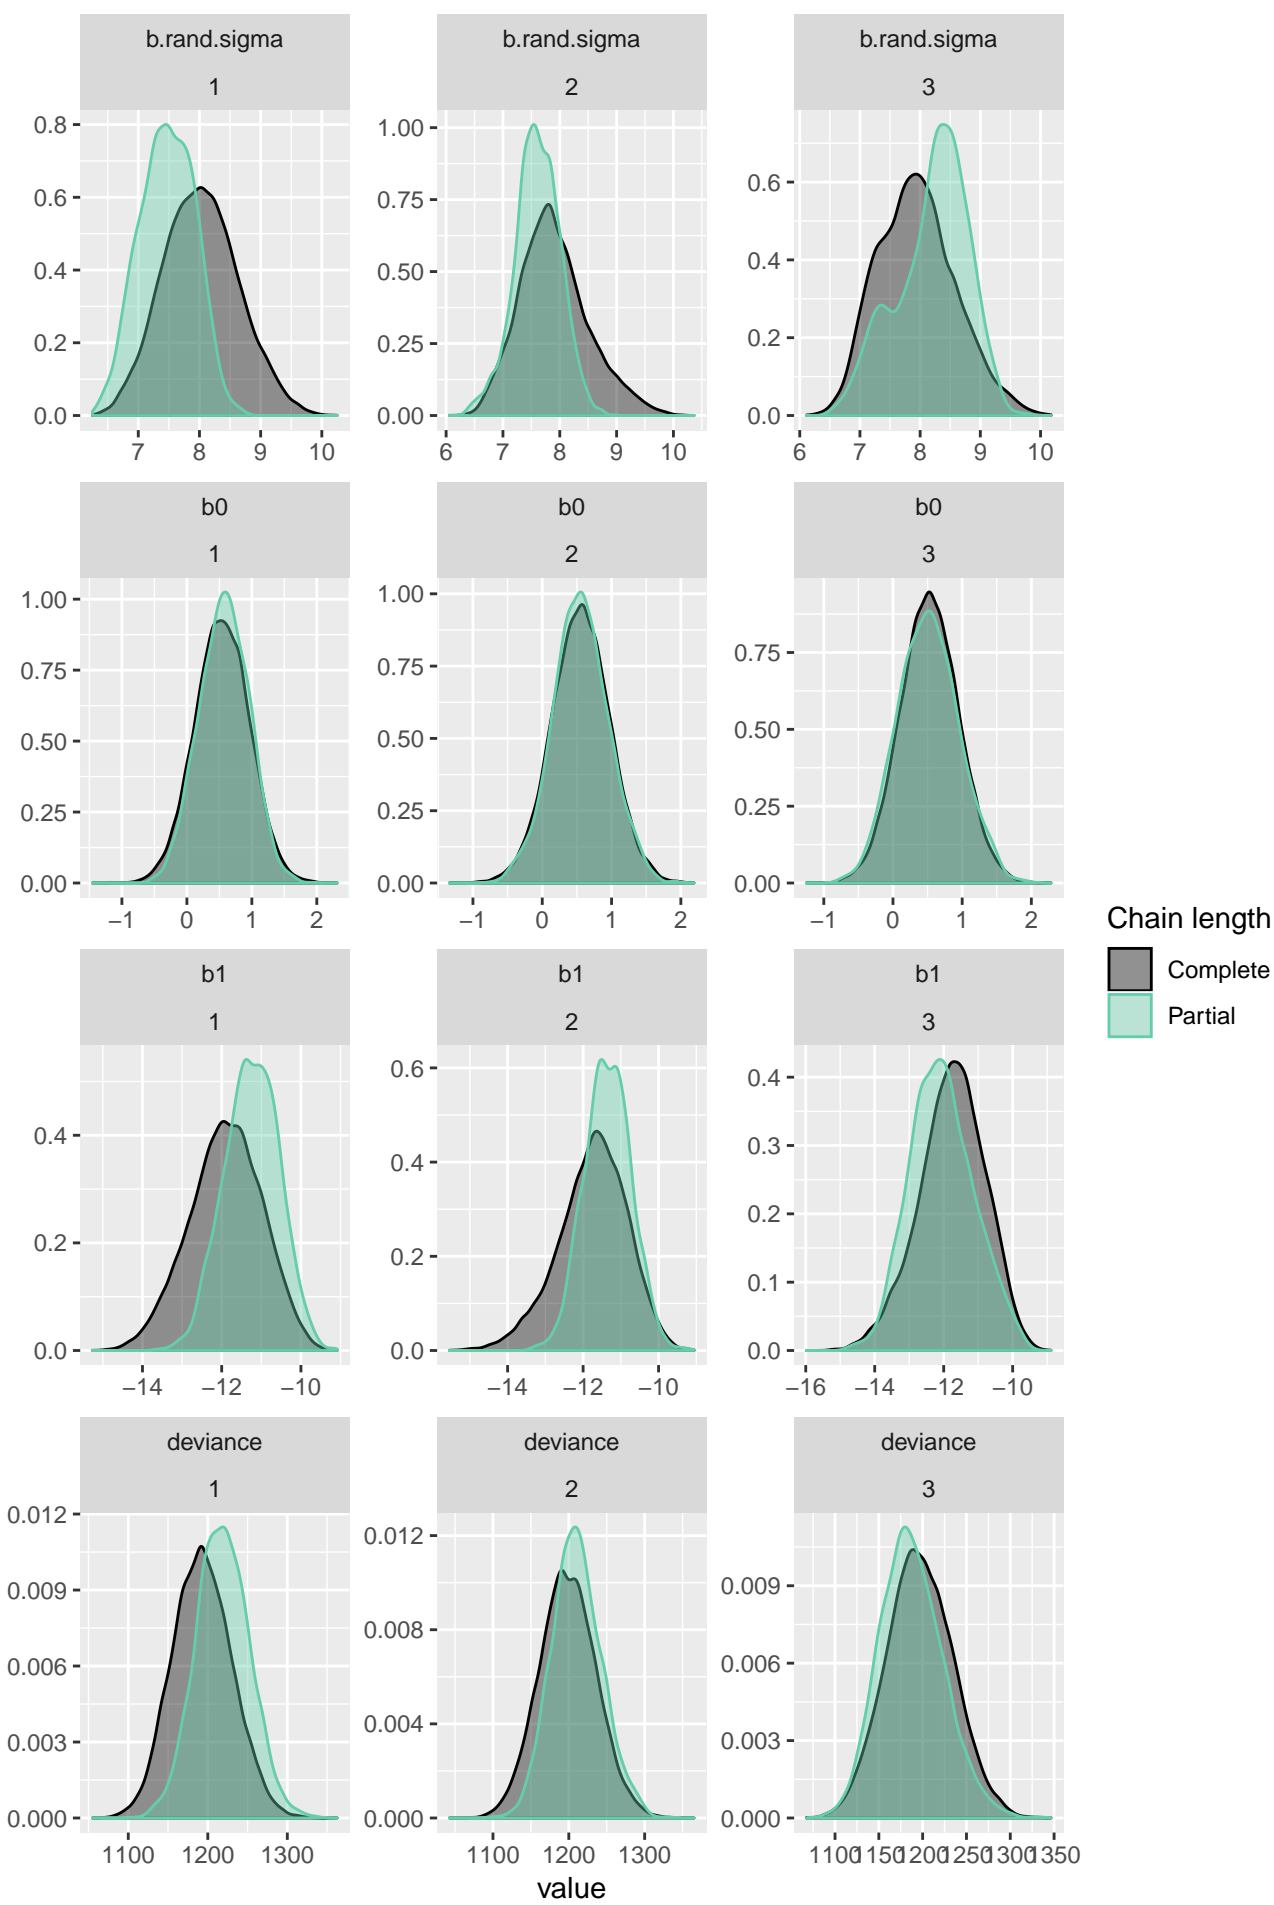 b.rand.sigma b.rand.sigma b.rand.sigma
1 2 3
0.8
0.6
0.4
0.2
0.0
1.00
0.75
0.50
0.25
0.00
0.6
0.4
0.2
0.0
7 8 9 10
6 7 8 9 10
6 7 8 9 10
b0 b0 b0
1 2 3
1.00
0.75
0.50
0.25
0.00
1.00
0.75
0.50
0.25
0.00
0.75
0.50
0.25
0.00
−1 0 1 2
−1 0 1 2
−1 0 1 2
b1 b1 b1
1 2 3
0.4
0.2
0.0
0.6
0.4
0.2
0.0
0.4
0.3
0.2
0.1
0.0
−14 −12 −10
−14 −12 −10
−16 −14 −12 −10
deviance deviance deviance
1 2 3
0.012
0.009
0.006
0.003
0.000
0.012
0.008
0.004
0.000
0.009
0.006
0.003
0.000
1100 1200 1300
1100 1200 1300
1100 1150 1200 1250 1300 1350
value
Chain length
Complete
Partial